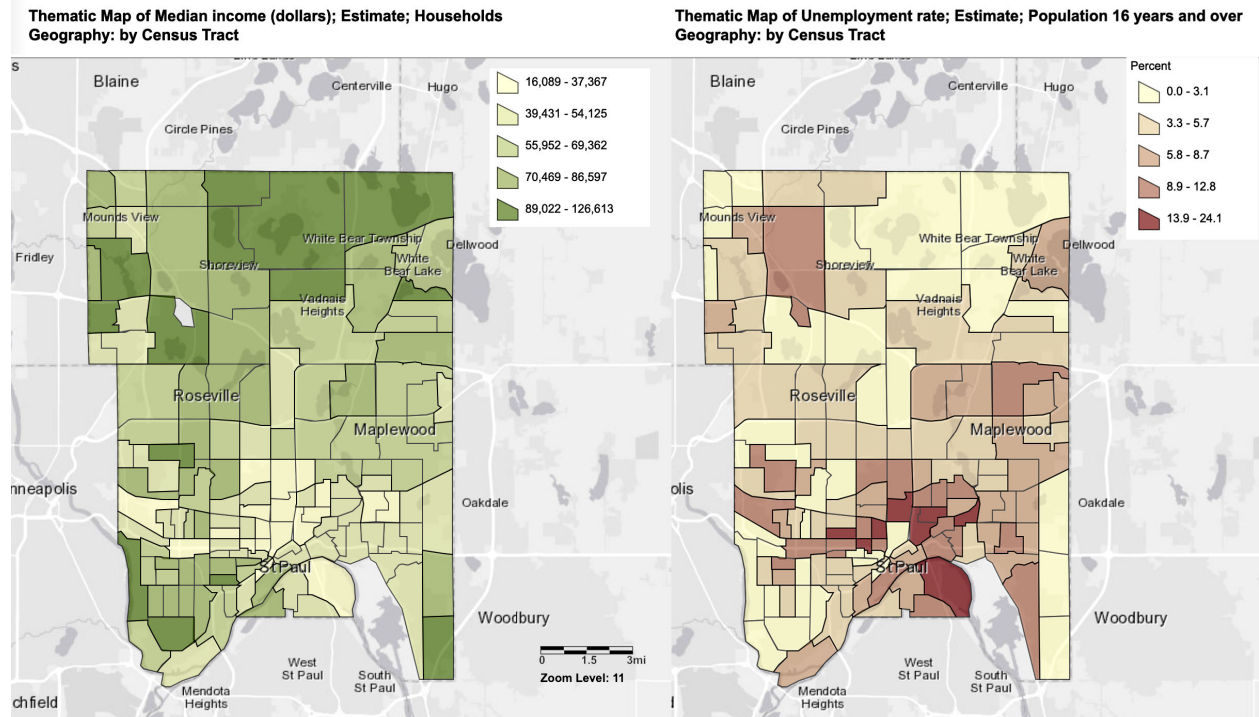 Thematic Map of Median income (dollars); Estimate; Households
Geography: by Census Tract
s
Blaine
Centerville
Hugo
Circle Pines
16,089 - 37,367
39,431 - 54,125
55,952 - 69,362
70,469 - 86,597
89,022 - 126,613
Mounds View
White Bear Township
Dellwood
Fridley
Shoreview
White
Bear Lake
Vadnais
Heights
Roseville
Maplewood
nneapolis
Oakdale
St Paul
Woodbury
0 1.5 3mi
Zoom Level: 11
West
St Paul
South
St Paul
Mendota
Heights
chfield
Thematic Map of Unemployment rate; Estimate; Population 16 years and over
Geography: by Census Tract
Percent
0.0 - 3.1
3.3 - 5.7
5.8 - 8.7
8.9 - 12.8
13.9 - 24.1
Blaine
Centerville
Hugo
Circle Pines
Mounds View
White Bear Township
Dellwood
Shoreview
White
Bear Lake
Vadnais
Heights
Roseville
Maplewood
olis
Oakdale
St Paul
Woodbury
West
St Paul
South
St Paul
Mendota
Heights